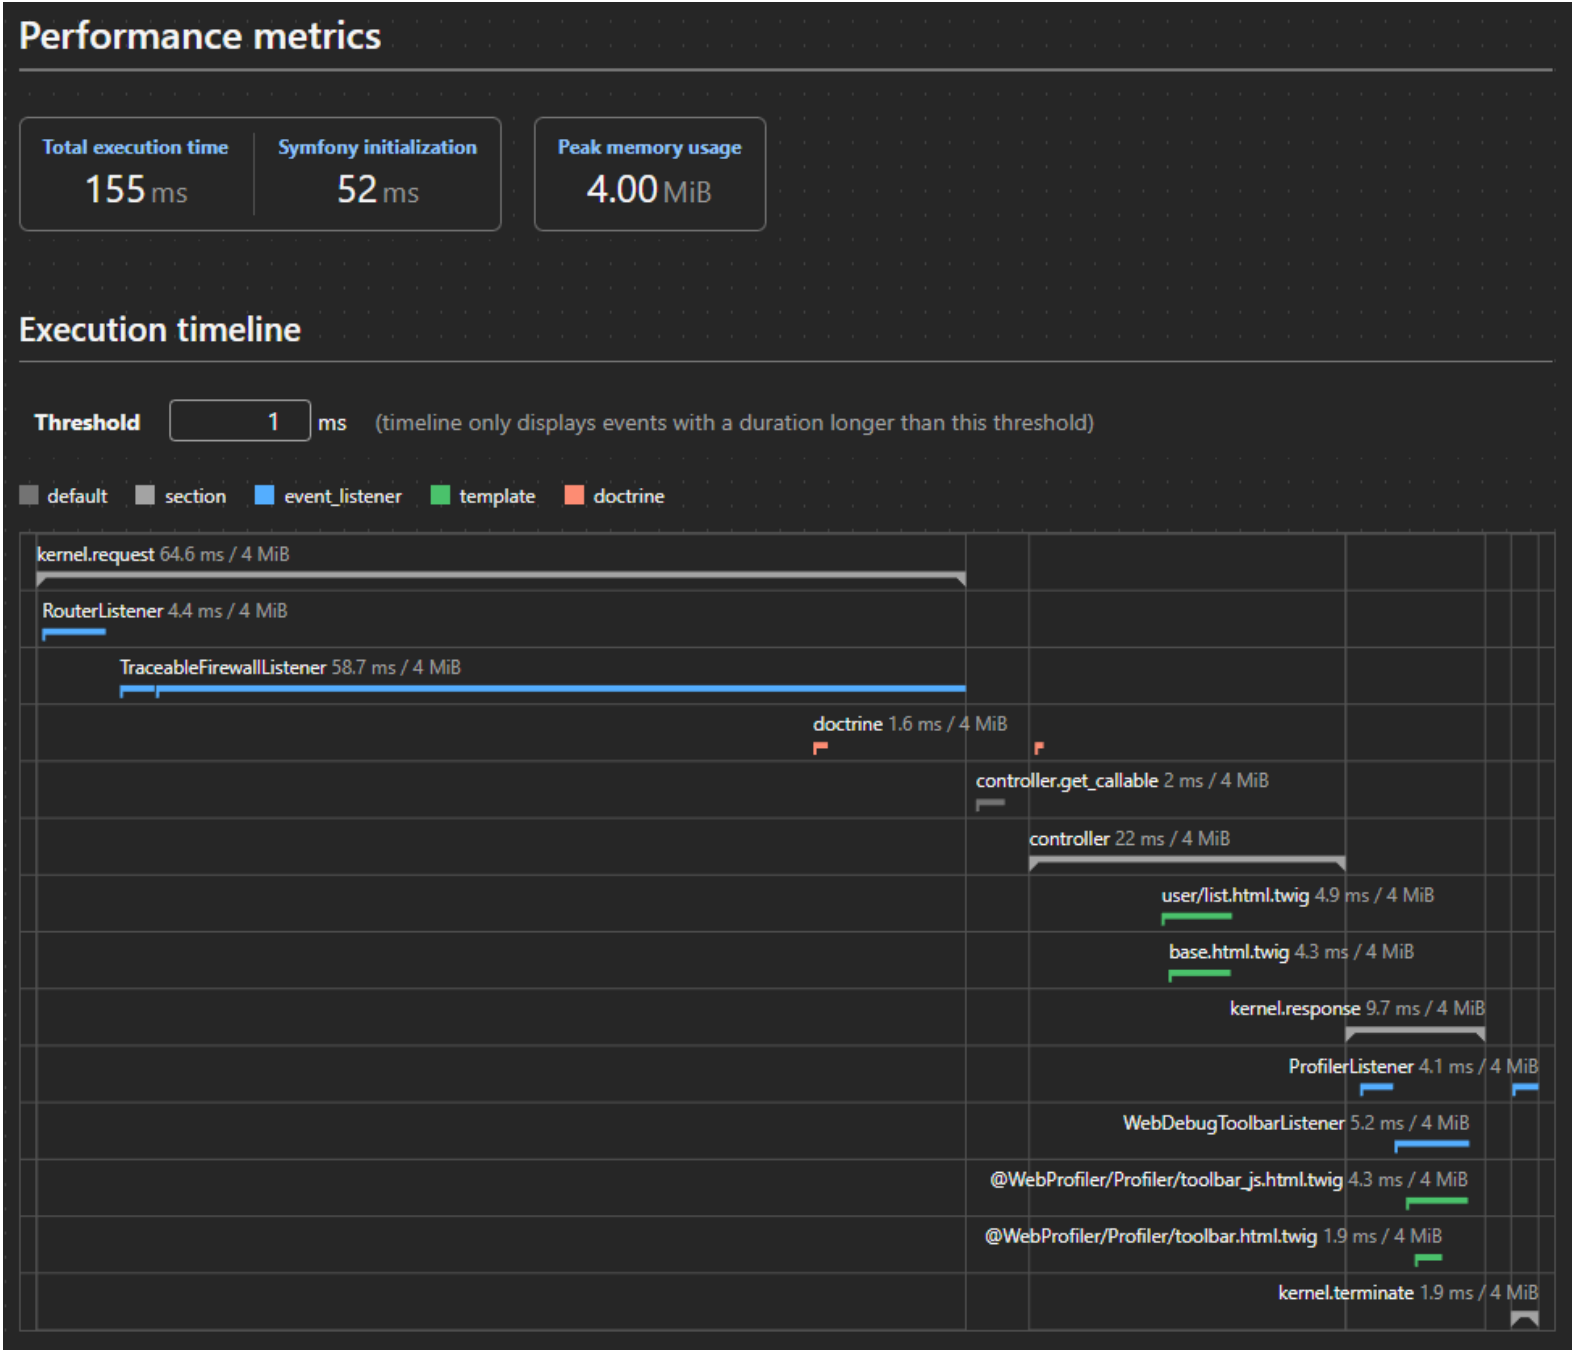 Performance metrics
Total execution time
155 ms
Symfony initialization
52 ms
Peak memory usage
4.00 MiB
Execution timeline
Threshold 1 ms (timeline only displays events with a duration longer than this threshold)
default section event_listener template doctrine
kernel.request 64.6 ms / 4 MiB
RouterListener 4.4 ms / 4 MiB
TraceableFirewallListener 58.7 ms / 4 MiB
doctrine 1.6 ms / 4 MiB
controller.get_callable 2 ms / 4 MiB
controller 22 ms / 4 MiB
user/list.html.twig 4.9 ms / 4 MiB
base.html.twig 4.3 ms / 4 MiB
kernel.response 9.7 ms / 4 MiB
ProfilerListener 4.1 ms / 4 MiB
WebDebugToolbarListener 5.2 ms / 4 MiB
@WebProfiler/Profiler/toolbar_js.html.twig 4.3 ms / 4 MiB
@WebProfiler/Profiler/toolbar.html.twig 1.9 ms / 4 MiB
kernel.terminate 1.9 ms / 4 MiB